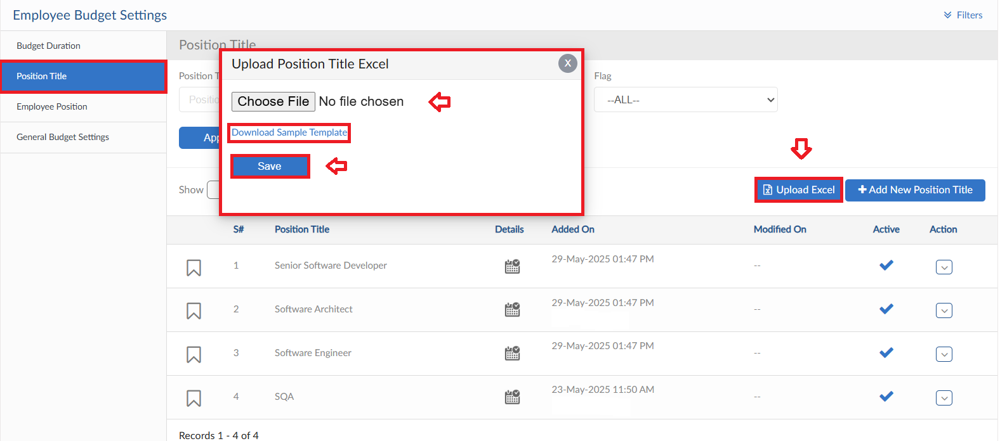 Employee Budget Settings
Filters
Budget Duration
Position Title
Employee Position
General Budget Settings
Position Title
Upload Position Title Excel
X
Position T
Flag
Positio
--ALL--
Choose File No file chosen
Download Sample Template
App
Save
Show
Upload Excel
Add New Position Title
S# Position Title Details Added On Modified On Active Action
1 Senior Software Developer 29-May-2025 01:47 PM --
2 Software Architect 29-May-2025 01:47 PM --
3 Software Engineer 29-May-2025 01:47 PM --
4 SQA 23-May-2025 11:50 AM --
Records 1 - 4 of 4